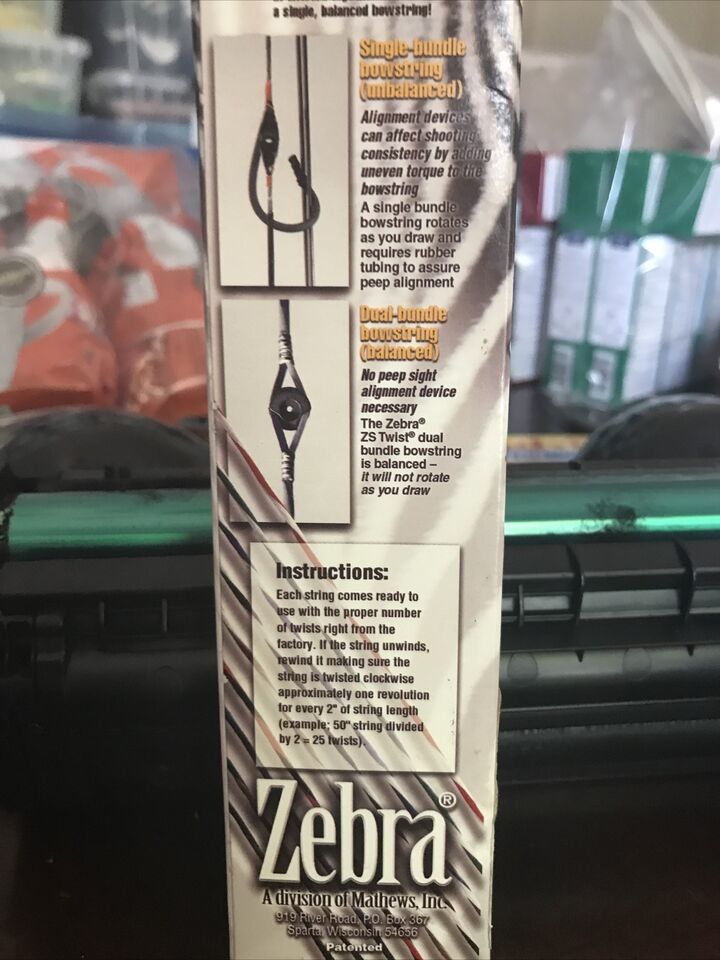 a single, balanced bowstring!
Single-bundle
bowstring
(unbalanced)
Alignment devices
can affect shooting
consistency by adding
uneven torque to the
bowstring
A single bundle
bowstring rotates
as you draw and
requires rubber
tubing to assure
peep alignment
Dual-bundle
bowstring
(balanced)
No peep sight
alignment device
necessary
The Zebra®
ZS Twist® dual
bundle bowstring
is balanced –
it will not rotate
as you draw
Instructions:
Each string comes ready to
use with the proper number
of twists right from the
factory. If the string unwinds,
rewind it making sure the
string is twisted clockwise
approximately one revolution
for every 2" of string length
(example; 50" string divided
by 2 = 25 twists).
Zebra®
A division of Mathews, Inc.
919 River Road, P.O. Box 367
Sparta, Wisconsin 54656
Patented